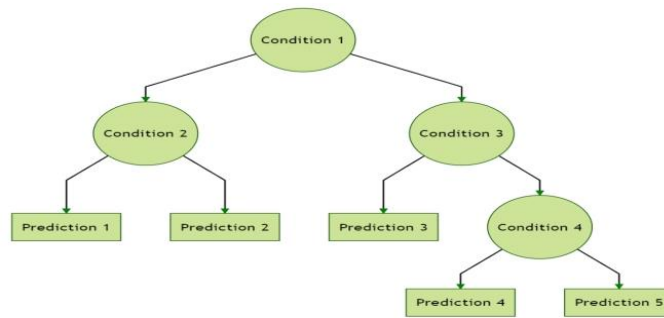 Condition 1
Condition 2
Condition 3
Prediction 1
Prediction 2
Prediction 3
Condition 4
Prediction 4
Prediction 5